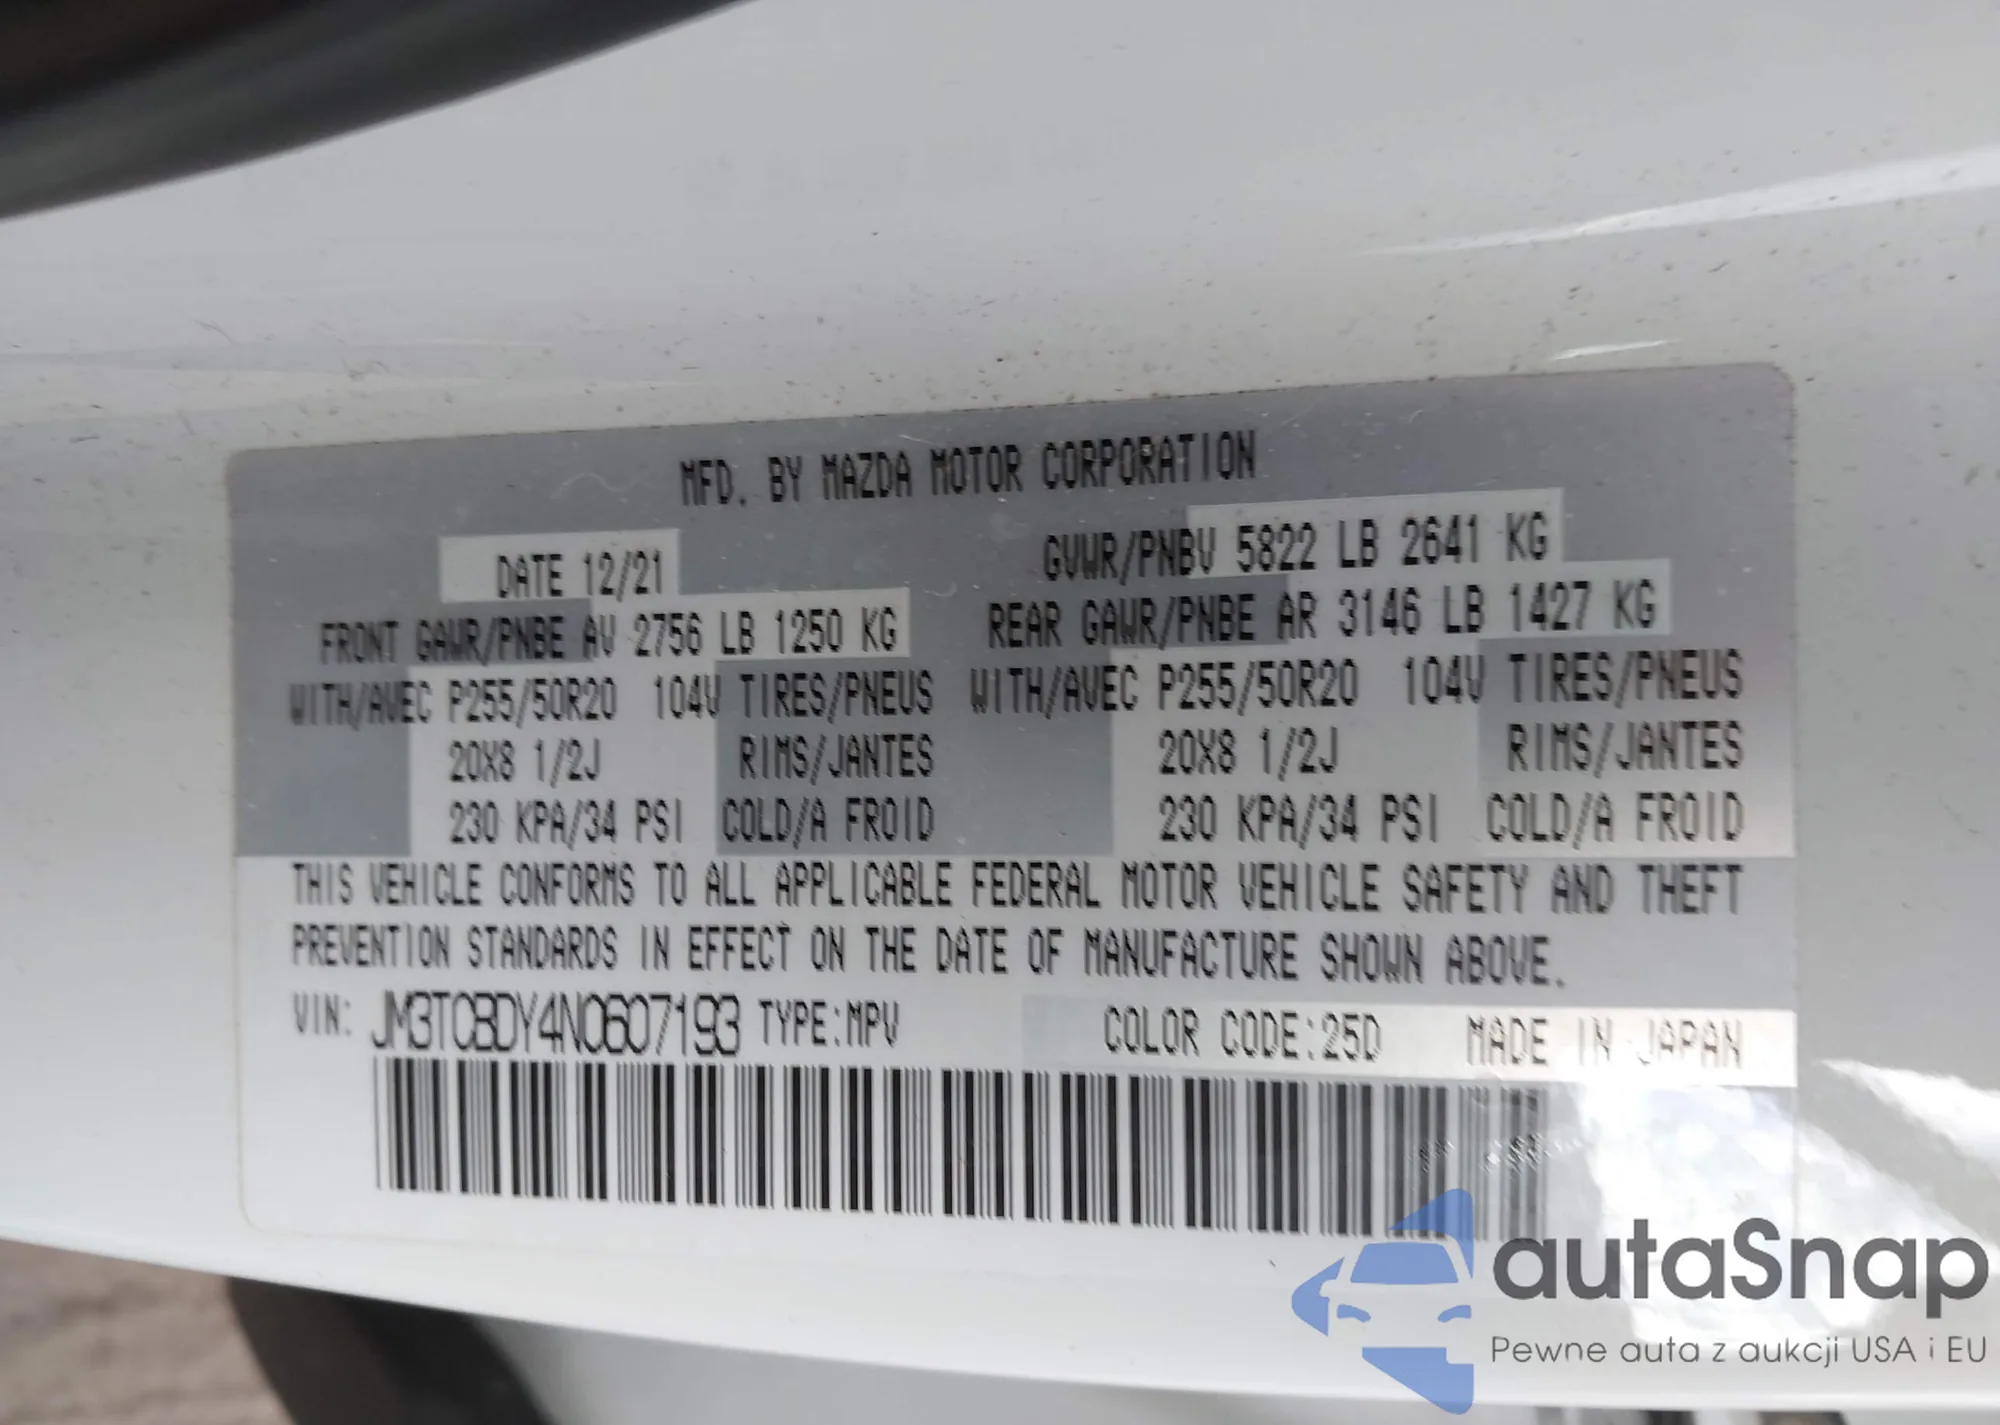 MFD. BY MAZDA MOTOR CORPORATION
DATE 12/21 GVWR/PNBV 5822 LB 2641 KG
FRONT GAWR/PNBE AV 2756 LB 1250 KG REAR GAWR/PNBE AR 3146 LB 1427 KG
WITH/AVEC P255/50R20 104V TIRES/PNEUS WITH/AVEC P255/50R20 104V TIRES/PNEUS
20X8 1/2J RIMS/JANTES 20X8 1/2J RIMS/JANTES
230 KPA/34 PSI COLD/A FROID 230 KPA/34 PSI COLD/A FROID
THIS VEHICLE CONFORMS TO ALL APPLICABLE FEDERAL MOTOR VEHICLE SAFETY AND THEFT
PREVENTION STANDARDS IN EFFECT ON THE DATE OF MANUFACTURE SHOWN ABOVE.
VIN: JM3TCBDY4N0607193 TYPE:MPV COLOR CODE:25D MADE IN JAPAN
autaSnap
Pewne auta z aukcji USA i EU